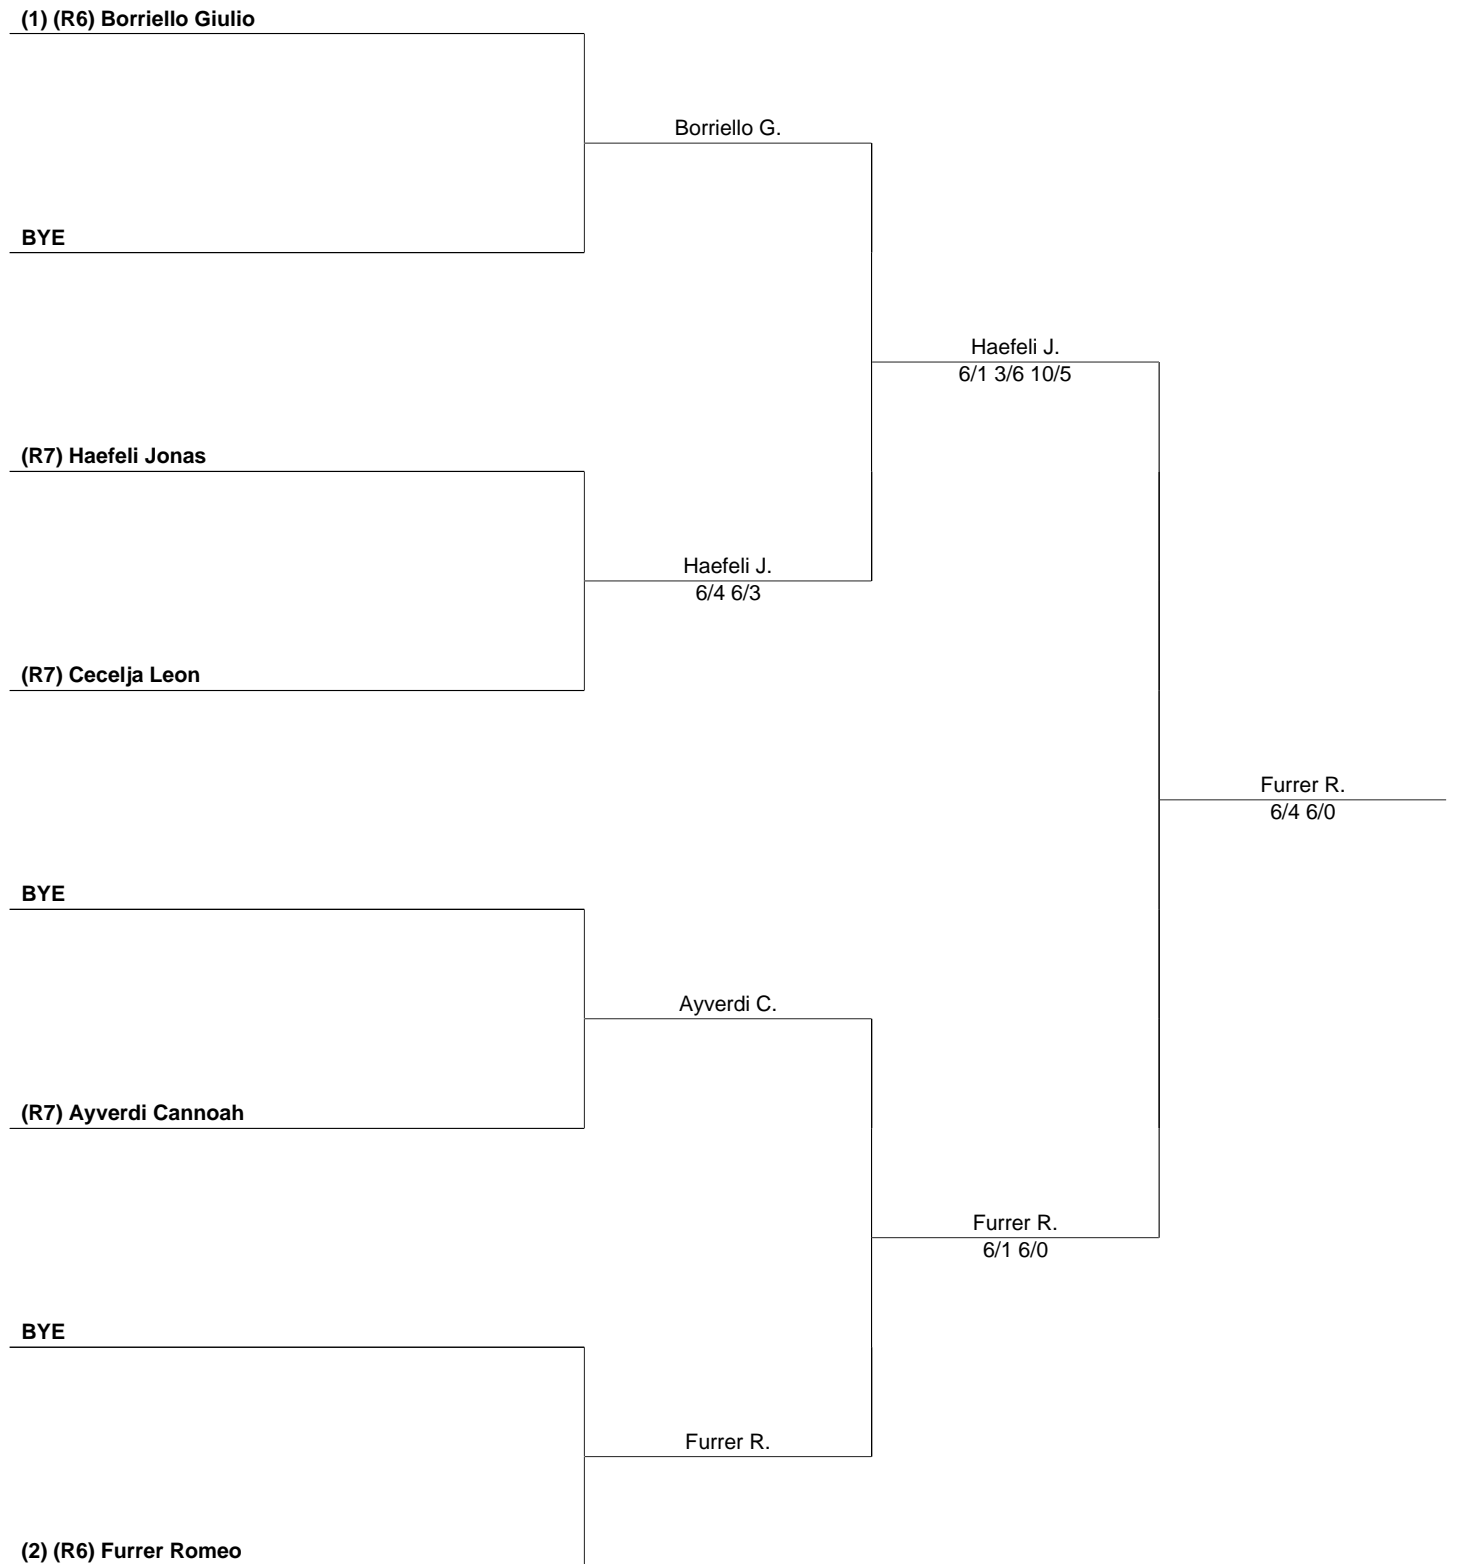 (1) (R6) Borriello Giulio
Borriello G.
BYE
Haefeli J.
6/1 3/6 10/5
(R7) Haefeli Jonas
Haefeli J.
6/4 6/3
(R7) Cecelja Leon
Furrer R.
6/4 6/0
BYE
Ayverdi C.
(R7) Ayverdi Cannoah
Furrer R.
6/1 6/0
BYE
Furrer R.
(2) (R6) Furrer Romeo